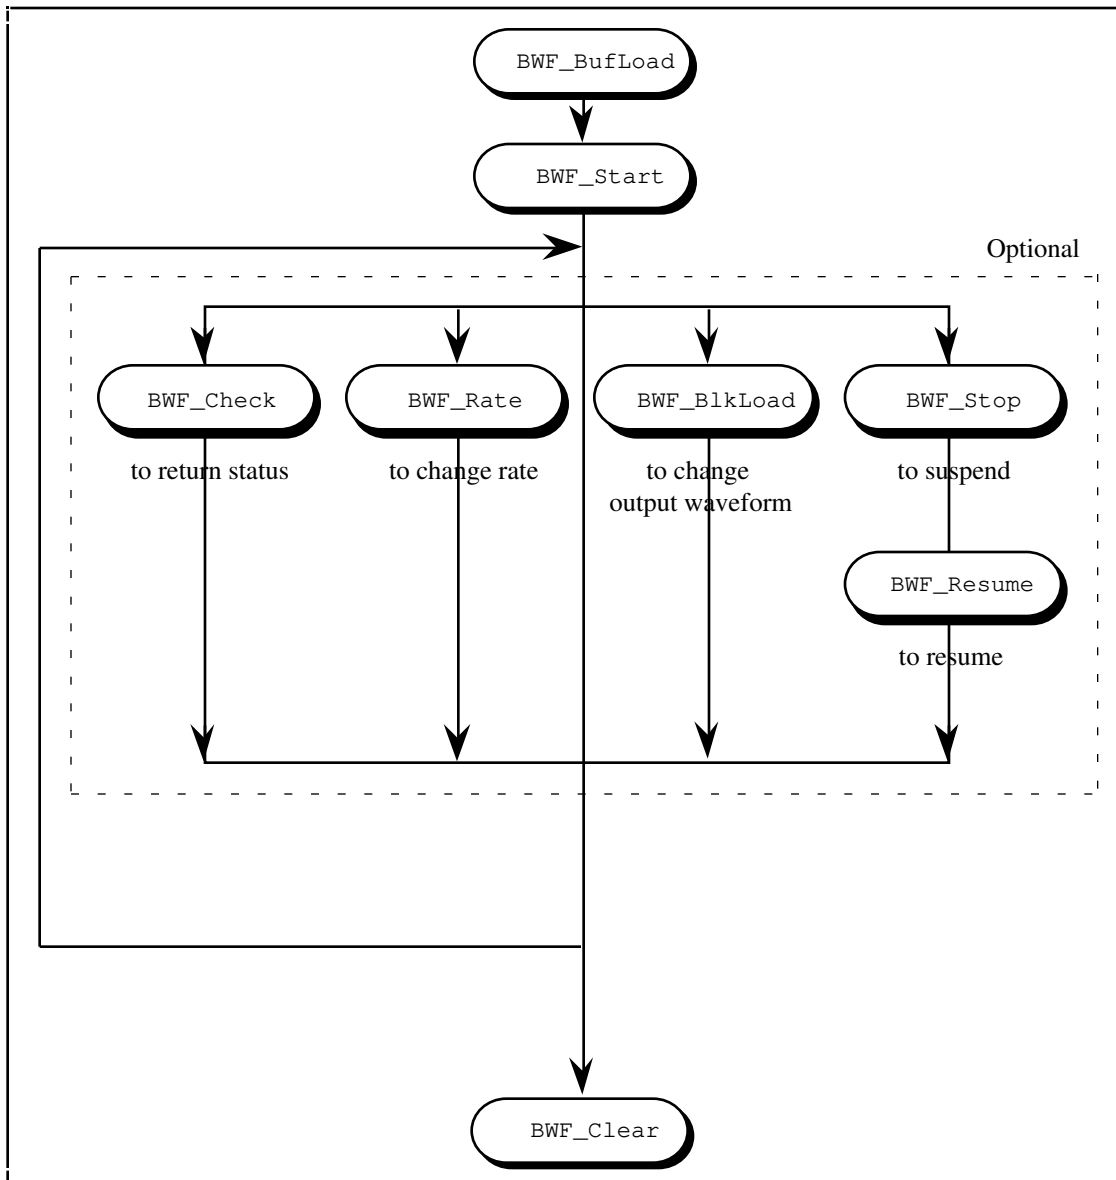 BWF_BufLoad
BWF_Start
Optional
BWF_Check
BWF_Rate
BWF_BlkLoad
BWF_Stop
to return status
to change rate
to change
output waveform
to suspend
BWF_Resume
to resume
BWF_Clear